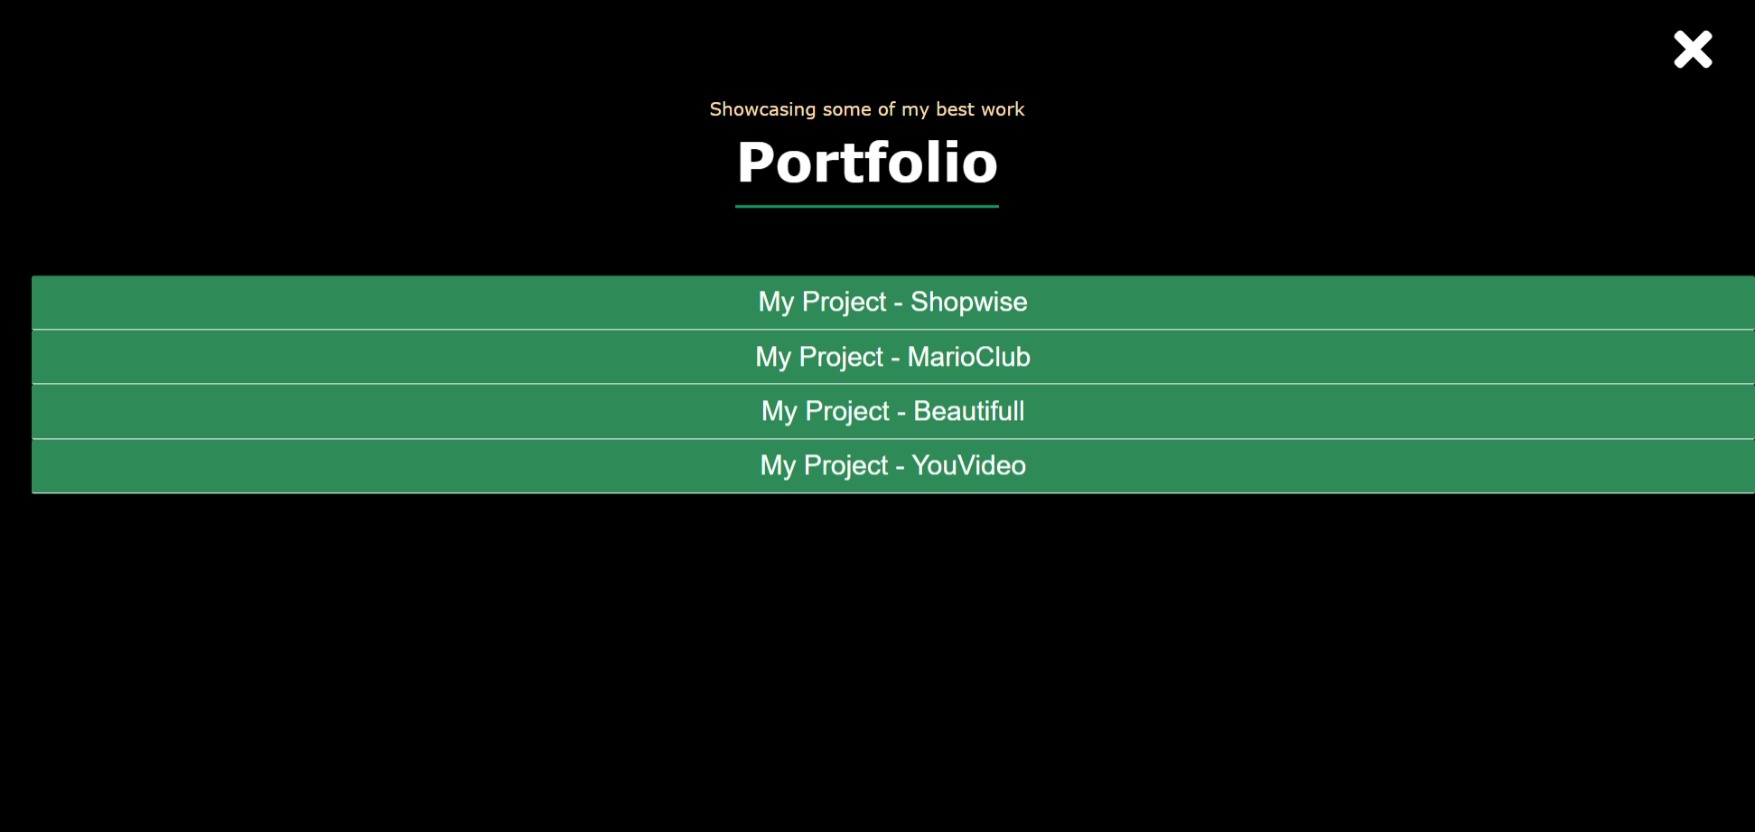 Showcasing some of my best work
Portfolio
My Project - Shopwise
My Project - MarioClub
My Project - Beautifull
My Project - YouVideo